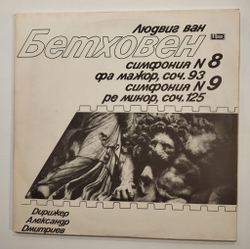 Людвиг ван
Бетховен
симфония N 8
фа мажор, соч. 93
симфония N 9
ре минор, соч. 125
Дирижер
Александр
Дмитриев